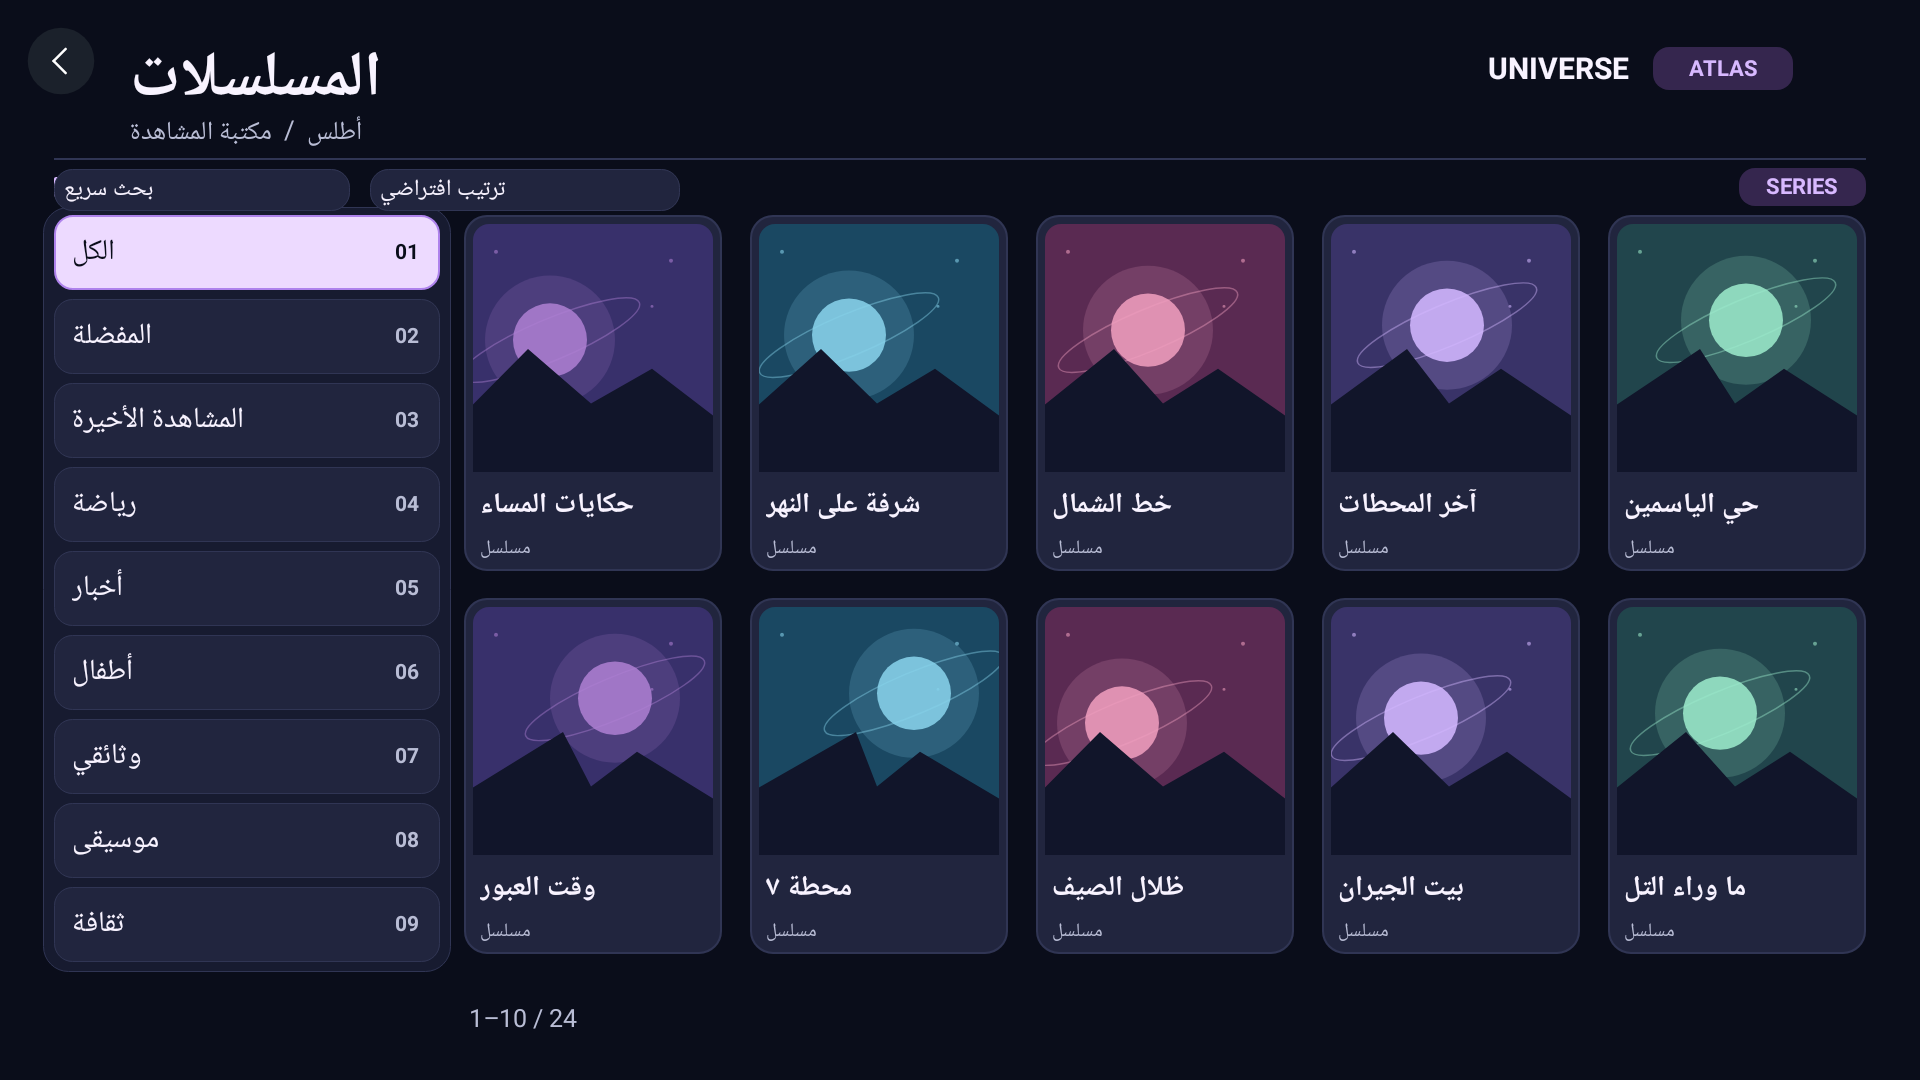 المسلسلات
UNIVERSE
ATLAS
أطلس / مكتبة المشاهدة
بحث سريع
ترتيب افتراضي
SERIES
الكل 01
المفضلة 02
المشاهدة الأخيرة 03
رياضة 04
أخبار 05
أطفال 06
وثائقي 07
موسيقى 08
ثقافة 09
حكايات المساء
مسلسل
شرفة على النهر
مسلسل
خط الشمال
مسلسل
آخر المحطات
مسلسل
حي الياسمين
مسلسل
وقت العبور
مسلسل
محطة ٧
مسلسل
ظلال الصيف
مسلسل
بيت الجيران
مسلسل
ما وراء التل
مسلسل
1–10 / 24